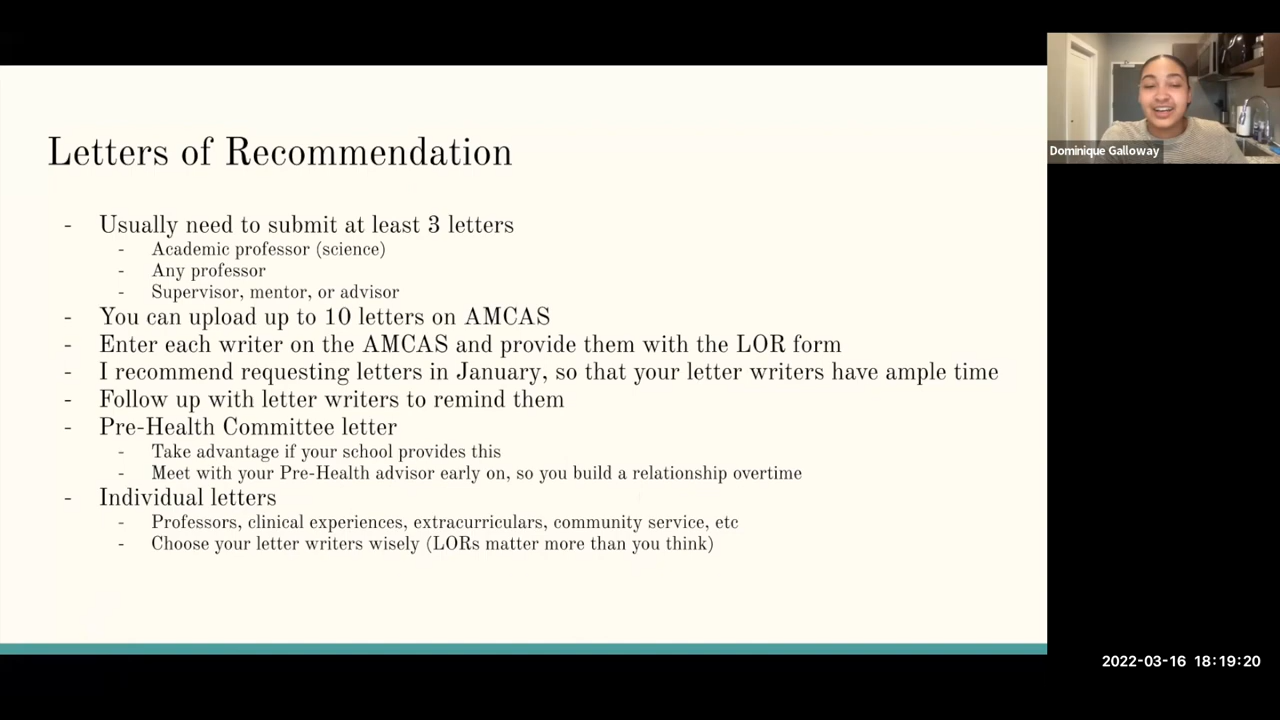 Letters of Recommendation
- Usually need to submit at least 3 letters
- Academic professor (science)
- Any professor
- Supervisor, mentor, or advisor
- You can upload up to 10 letters on AMCAS
- Enter each writer on the AMCAS and provide them with the LOR form
- I recommend requesting letters in January, so that your letter writers have ample time
- Follow up with letter writers to remind them
- Pre-Health Committee letter
- Take advantage if your school provides this
- Meet with your Pre-Health advisor early on, so you build a relationship overtime
- Individual letters
- Professors, clinical experiences, extracurriculars, community service, etc
- Choose your letter writers wisely (LORs matter more than you think)
Dominique Galloway
2022-03-16 18:19:20